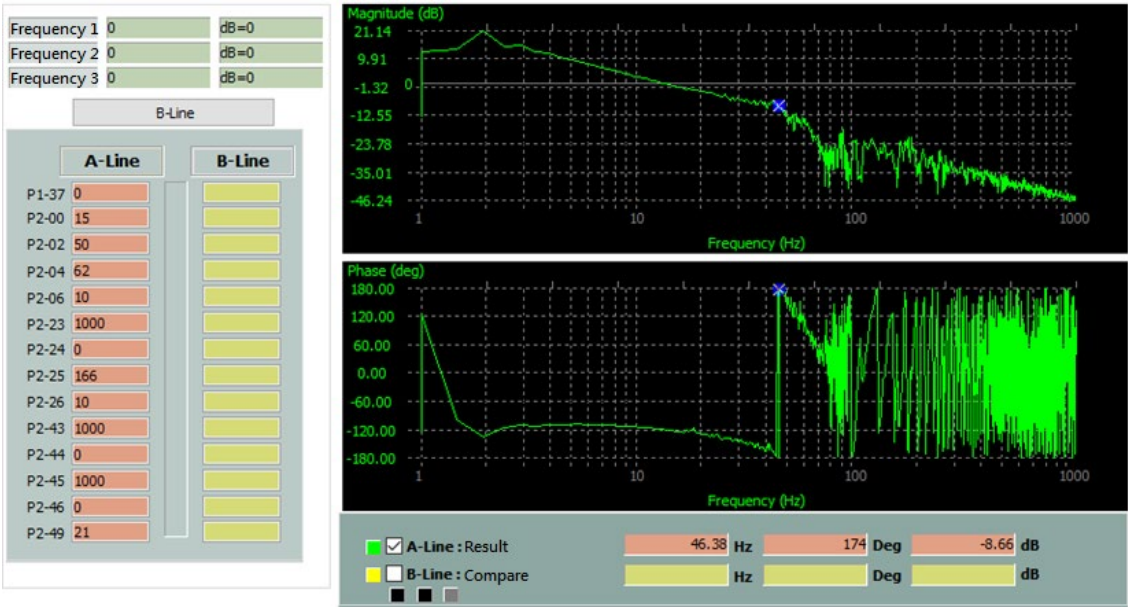 Frequency 1 0 dB=0
Frequency 2 0 dB=0
Frequency 3 0 dB=0
B-Line
A-Line B-Line
P1-37 0
P2-00 15
P2-02 50
P2-04 62
P2-06 10
P2-23 1000
P2-24 0
P2-25 166
P2-26 10
P2-43 1000
P2-44 0
P2-45 1000
P2-46 0
P2-49 21
Magnitude (dB)
21.14
9.91
0
-1.32
-12.55
-23.78
-35.01
-46.24
1 10 100 1000
Frequency (Hz)
Phase (deg)
180.00
120.00
60.00
0.00
-60.00
-120.00
-180.00
1 10 100 1000
Frequency (Hz)
A-Line : Result 46.38 Hz 174 Deg -8.66 dB
B-Line : Compare Hz Deg dB